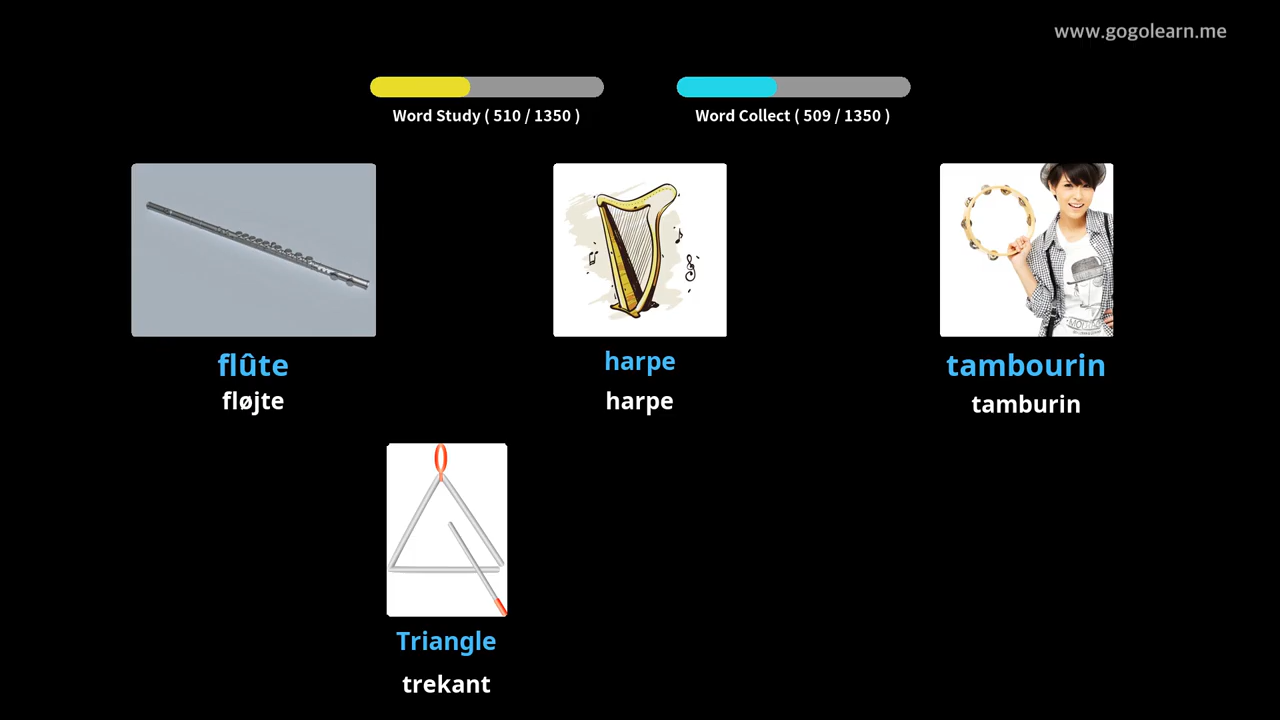 www.gogolearn.me
Word Study ( 510 / 1350 )
Word Collect ( 509 / 1350 )
flûte
fløjte
harpe
harpe
tambourin
tamburin
Triangle
trekant